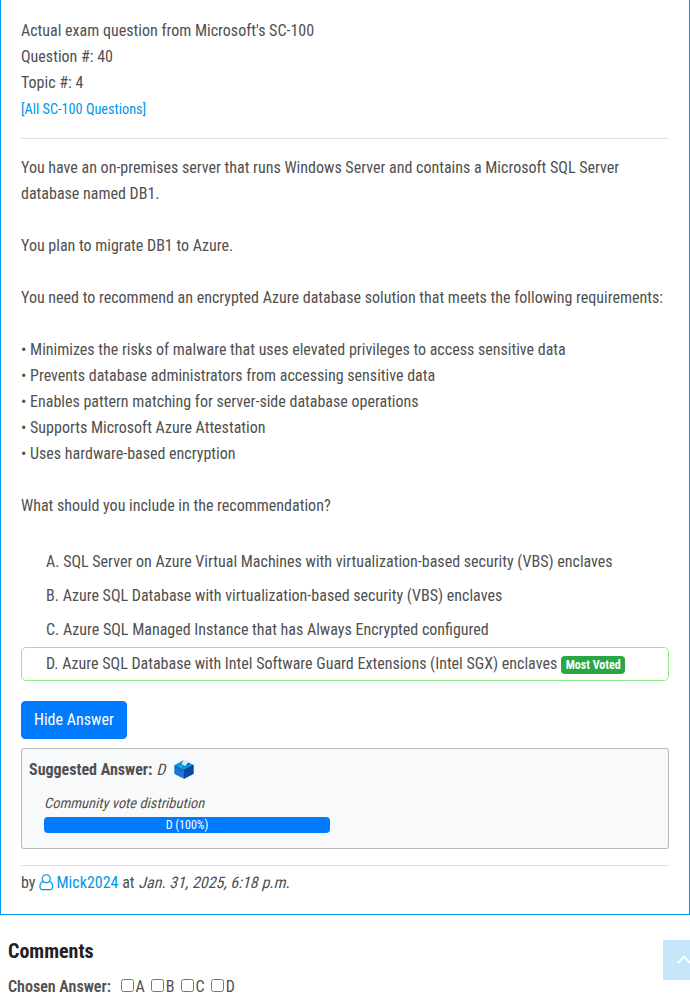 Actual exam question from Microsoft's SC-100
Question #: 40
Topic #: 4
[All SC-100 Questions]
You have an on-premises server that runs Windows Server and contains a Microsoft SQL Server
database named DB1.
You plan to migrate DB1 to Azure.
You need to recommend an encrypted Azure database solution that meets the following requirements:
• Minimizes the risks of malware that uses elevated privileges to access sensitive data
• Prevents database administrators from accessing sensitive data
• Enables pattern matching for server-side database operations
• Supports Microsoft Azure Attestation
• Uses hardware-based encryption
What should you include in the recommendation?
A. SQL Server on Azure Virtual Machines with virtualization-based security (VBS) enclaves
B. Azure SQL Database with virtualization-based security (VBS) enclaves
C. Azure SQL Managed Instance that has Always Encrypted configured
D. Azure SQL Database with Intel Software Guard Extensions (Intel SGX) enclaves Most Voted
Hide Answer
Suggested Answer: D
Community vote distribution
D (100%)
by Mick2024 at Jan. 31, 2025, 6:18 p.m.
Comments
Chosen Answer: A B C D